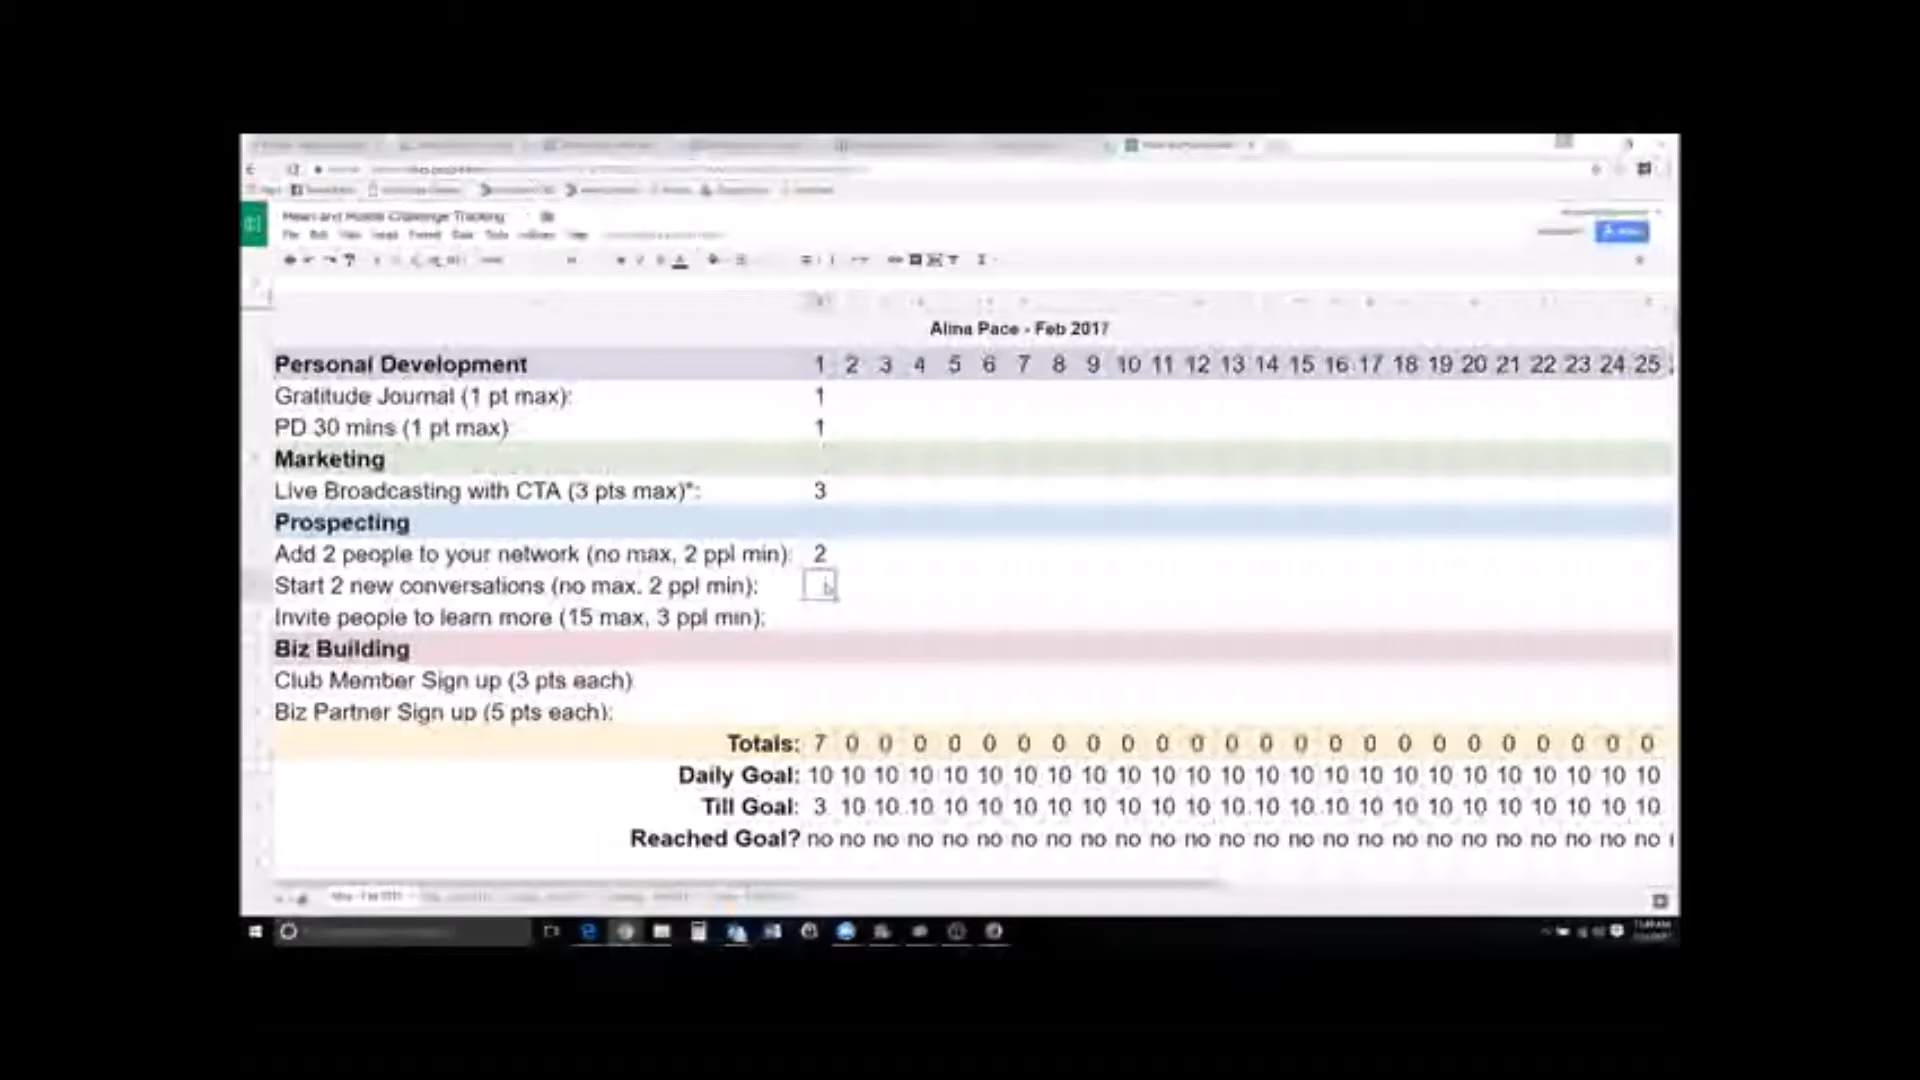 Heart and Hustle Challenge Tracking
Alina Pace - Feb 2017
Personal Development 1 2 3 4 5 6 7 8 9 10 11 12 13 14 15 16 17 18 19 20 21 22 23 24 25
Gratitude Journal (1 pt max): 1
PD 30 mins (1 pt max) 1
Marketing
Live Broadcasting with CTA (3 pts max)*: 3
Prospecting
Add 2 people to your network (no max, 2 ppl min): 2
Start 2 new conversations (no max, 2 ppl min):
Invite people to learn more (15 max, 3 ppl min):
Biz Building
Club Member Sign up (3 pts each)
Biz Partner Sign up (5 pts each):
Totals: 7 0 0 0 0 0 0 0 0 0 0 0 0 0 0 0 0 0 0 0 0 0 0 0 0
Daily Goal: 10 10 10 10 10 10 10 10 10 10 10 10 10 10 10 10 10 10 10 10 10 10 10 10 10
Till Goal: 3 10 10 10 10 10 10 10 10 10 10 10 10 10 10 10 10 10 10 10 10 10 10 10 10
Reached Goal? no no no no no no no no no no no no no no no no no no no no no no no no no